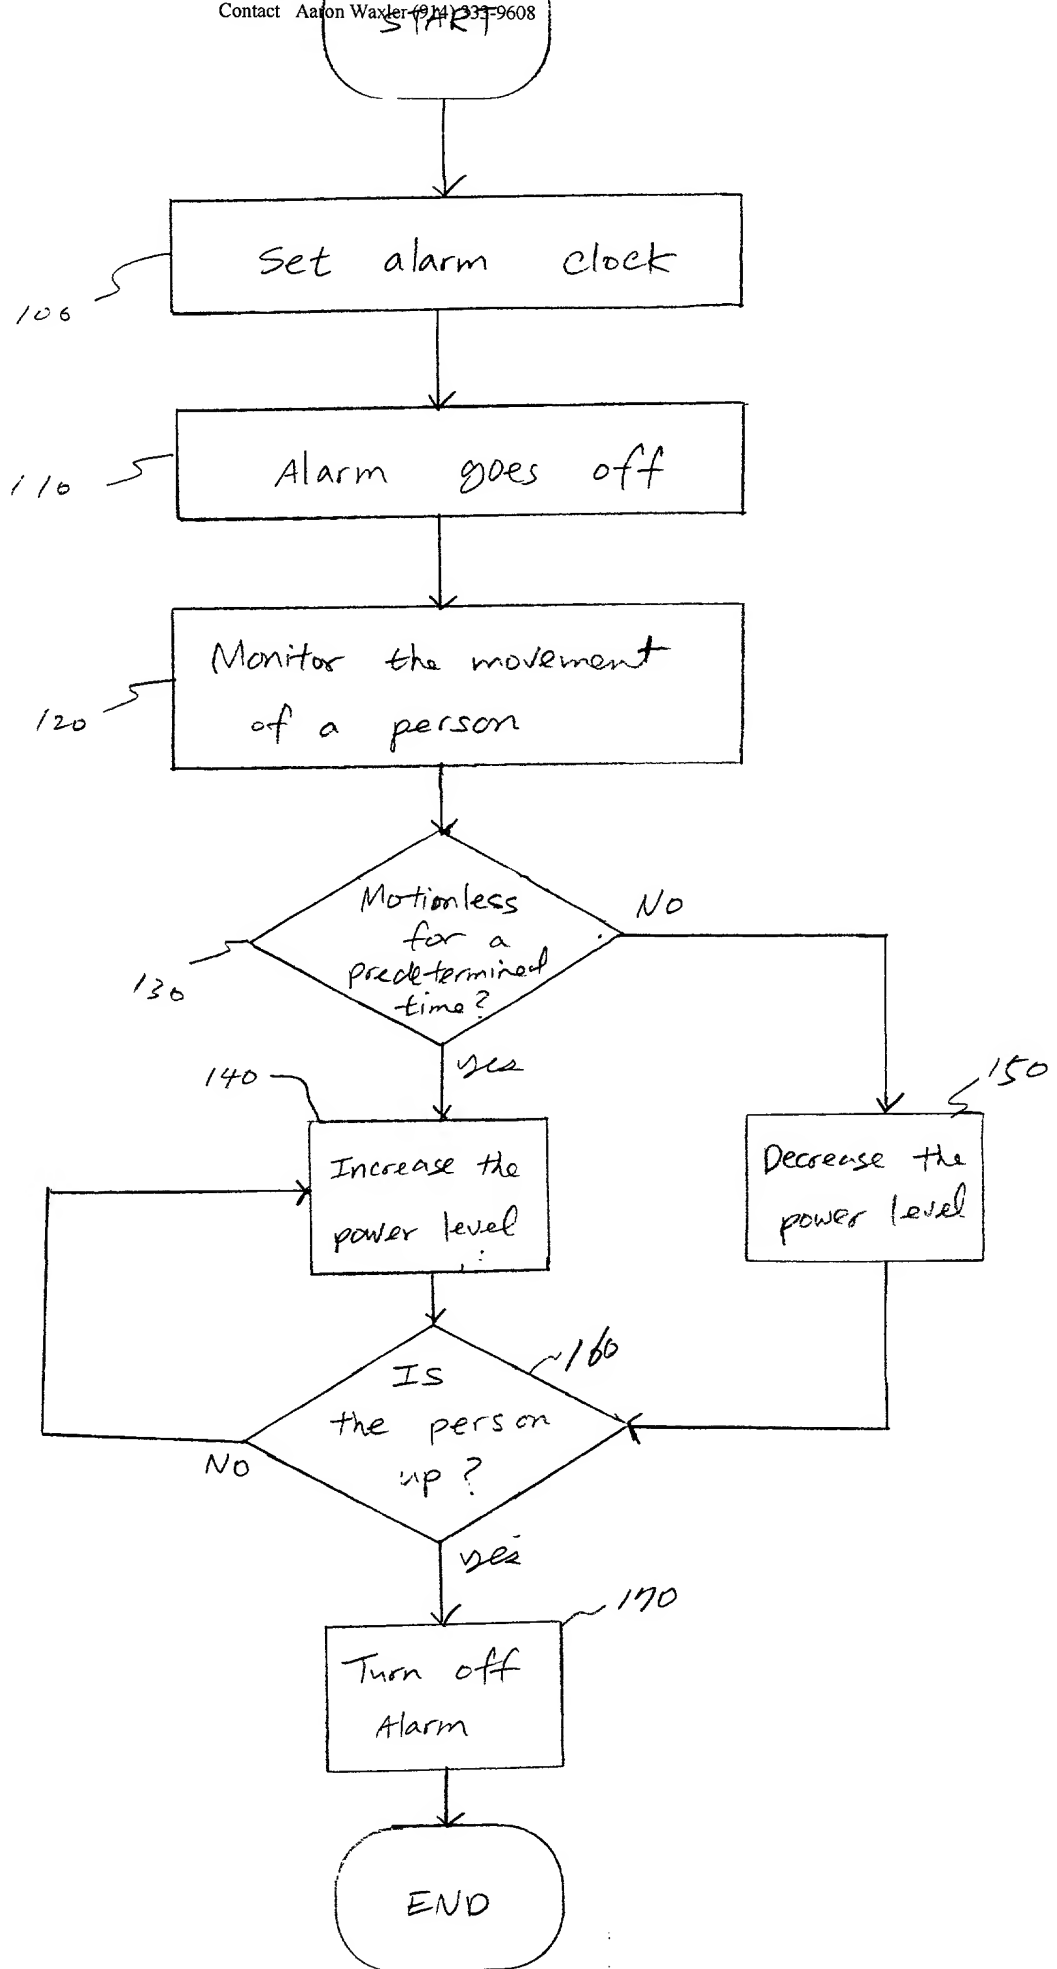 Contact Aaron Waxler (914) 333-9608
START
Set alarm clock
100
Alarm goes off
110
Monitor the movement
of a person
120
Motionless
for a
predetermined
time?
NO
130
yes
140
150
Increase the
power level
Decrease the
power level
160
Is
the person
up?
NO
yes
170
Turn off
Alarm
END